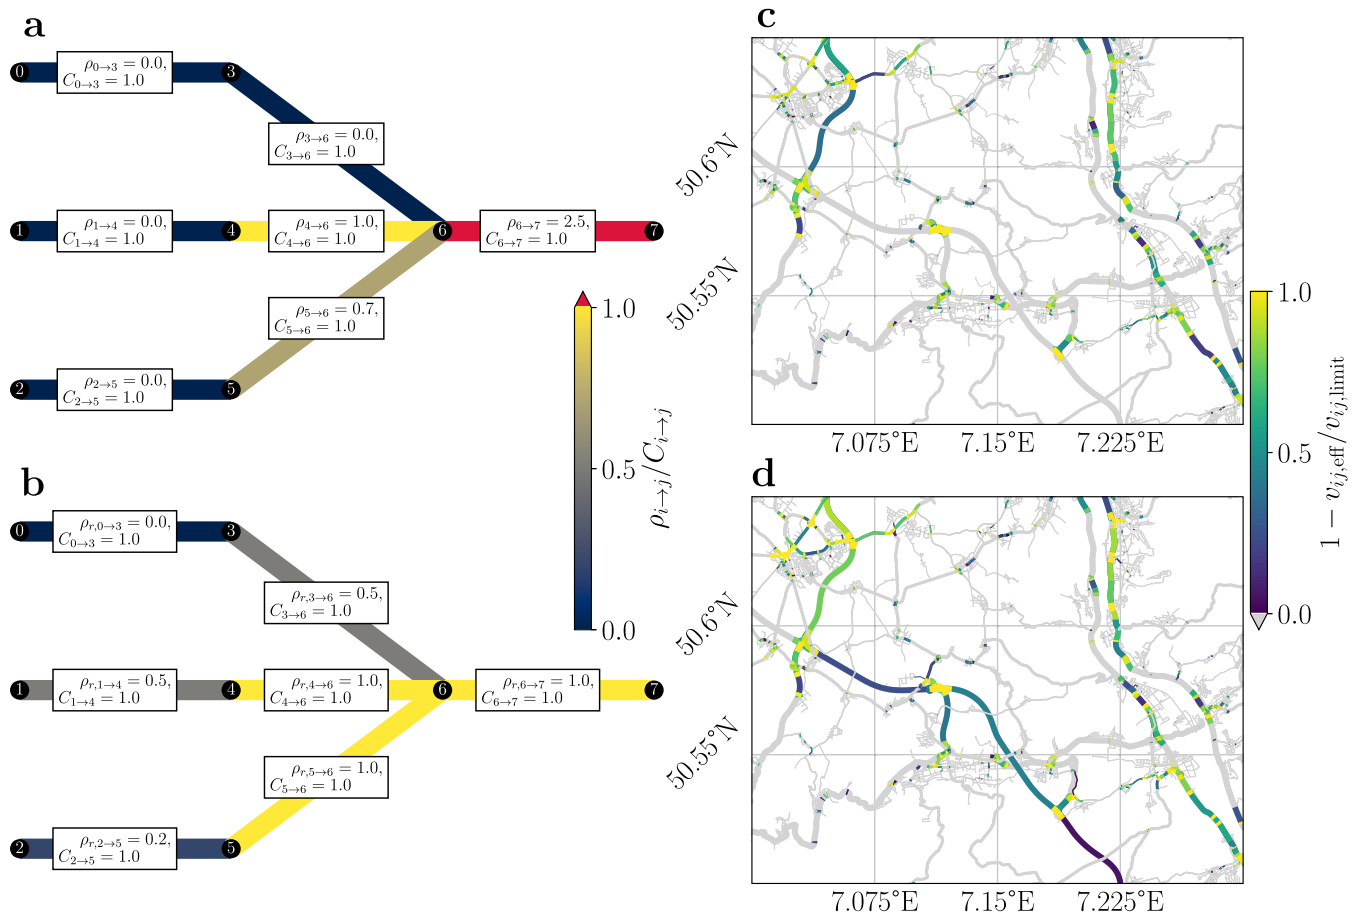 a
0
ρ0→3 = 0.0,
C0→3 = 1.0
3
ρ3→6 = 0.0,
C3→6 = 1.0
1
ρ1→4 = 0.0,
C1→4 = 1.0
4
ρ4→6 = 1.0,
C4→6 = 1.0
6
ρ6→7 = 2.5,
C6→7 = 1.0
7
ρ5→6 = 0.7,
C5→6 = 1.0
2
ρ2→5 = 0.0,
C2→5 = 1.0
5
b
0
ρr,0→3 = 0.0,
C0→3 = 1.0
3
ρr,3→6 = 0.5,
C3→6 = 1.0
1
ρr,1→4 = 0.5,
C1→4 = 1.0
4
ρr,4→6 = 1.0,
C4→6 = 1.0
6
ρr,6→7 = 1.0,
C6→7 = 1.0
7
ρr,5→6 = 1.0,
C5→6 = 1.0
2
ρr,2→5 = 0.2,
C2→5 = 1.0
5
1.0
0.5
0.0
ρi→j/Ci→j
c
50.6°N
50.55°N
7.075°E
7.15°E
7.225°E
d
50.6°N
50.55°N
7.075°E
7.15°E
7.225°E
1.0
0.5
0.0
1 − vij,eff/vij,limit